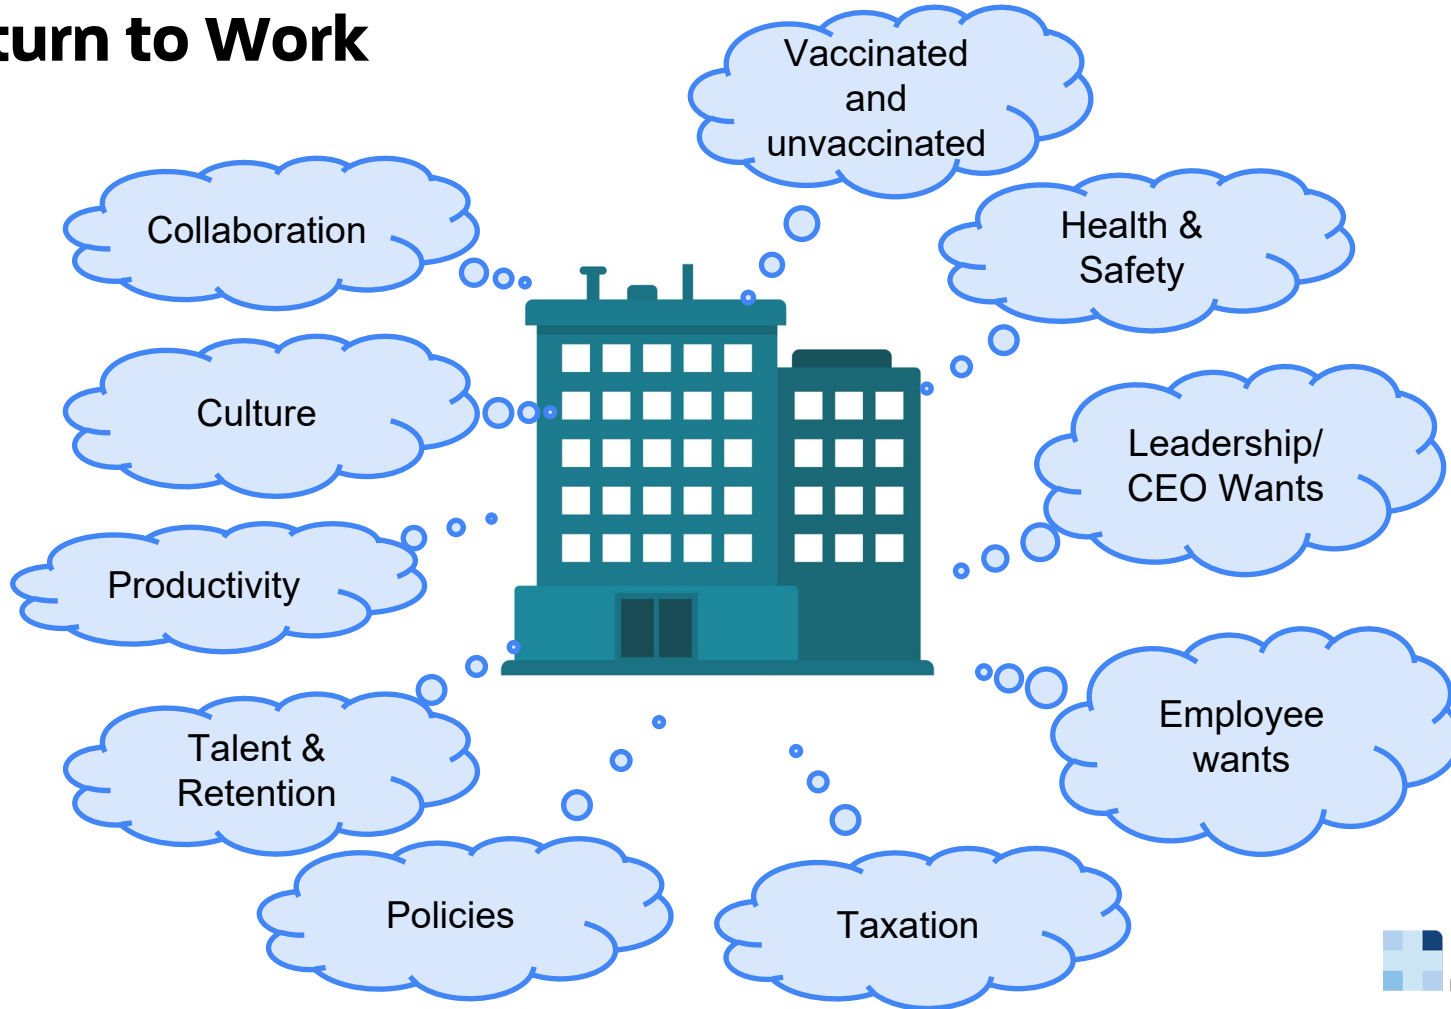 turn to Work
Vaccinated
and
unvaccinated
Collaboration
Health &
Safety
Culture
Leadership/
CEO Wants
Productivity
Employee
wants
Talent &
Retention
Policies
Taxation